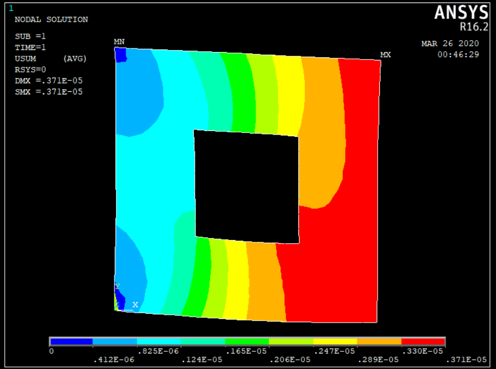 1
NODAL SOLUTION
SUB =1
TIME=1
USUM (AVG)
RSYS=0
DMX =.371E-05
SMX =.371E-05
ANSYS
R16.2
MAR 26 2020
00:46:29
MN
MX
Y
X
0 .825E-06 .165E-05 .247E-05 .330E-05
.412E-06 .124E-05 .206E-05 .289E-05 .371E-05